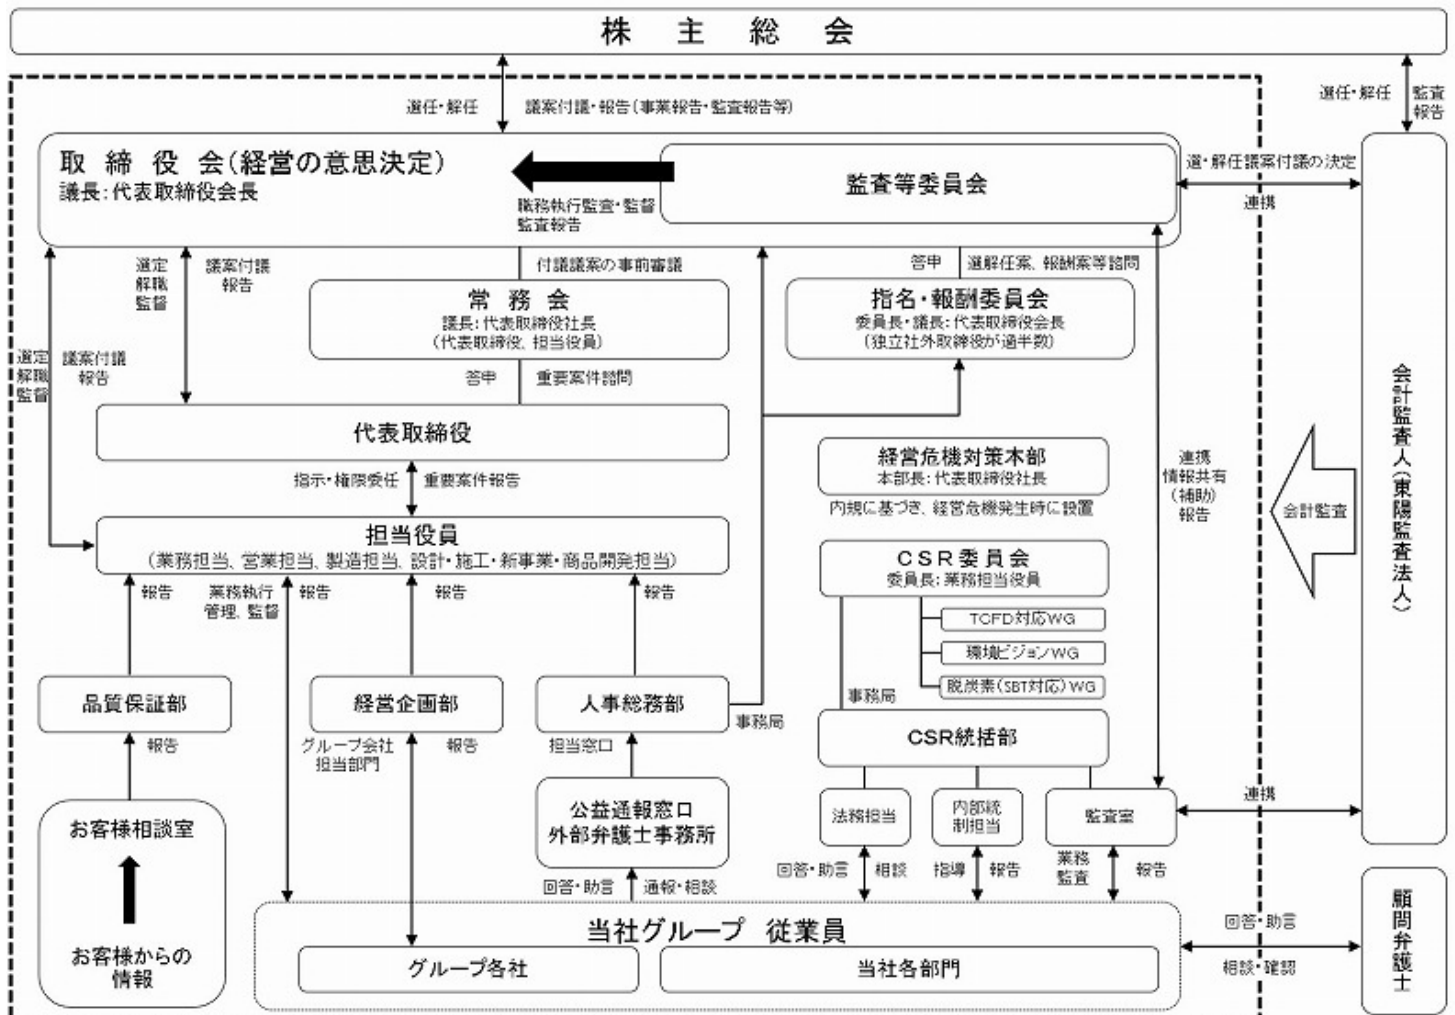 株主総会
選任・解任
議案付議・報告(事業報告・監査報告等)
選任・解任
監査
報告
取締役会(経営の意思決定)
議長:代表取締役会長
職務執行監査・監督
監査報告
監査等委員会
選・解任議案付議の決定
連携
選定
解職
監督
議案付議
報告
選定
解職
監督
議案付議
報告
付議議案の事前審議
常務会
議長:代表取締役社長
(代表取締役、担当役員)
答申
重要案件諮問
答申
選解任案、報酬案等諮問
指名・報酬委員会
委員長・議長:代表取締役会長
(独立社外取締役が過半数)
代表取締役
指示・権限委任
重要案件報告
担当役員
(業務担当、営業担当、製造担当、設計・施工・新事業・商品開発担当)
経営危機対策本部
本部長:代表取締役社長
内規に基づき、経営危機発生時に設置
連携
情報共有
(補助)
報告
会計監査
会計監査人(東陽監査法人)
CSR委員会
委員長:業務担当役員
TCFD対応WG
環境ビジョンWG
脱炭素(SBT対応)WG
事務局
CSR統括部
報告
業務執行
管理、監督
報告
報告
報告
品質保証部
経営企画部
人事総務部
事務局
報告
グループ会社
担当部門
報告
担当窓口
お客様相談室
お客様からの
情報
公益通報窓口
外部弁護士事務所
回答・助言
通報・相談
法務担当
内部統
制担当
監査室
連携
回答・助言
相談
指導
報告
業務
監査
報告
当社グループ 従業員
グループ各社
当社各部門
回答・助言
相談・確認
顧問弁護士